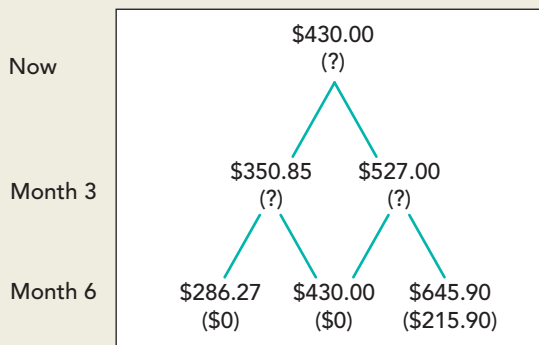 Now
$430.00
(?)
Month 3
$350.85 $527.00
(?) (?)
Month 6
$286.27 $430.00 $645.90
($0) ($0) ($215.90)